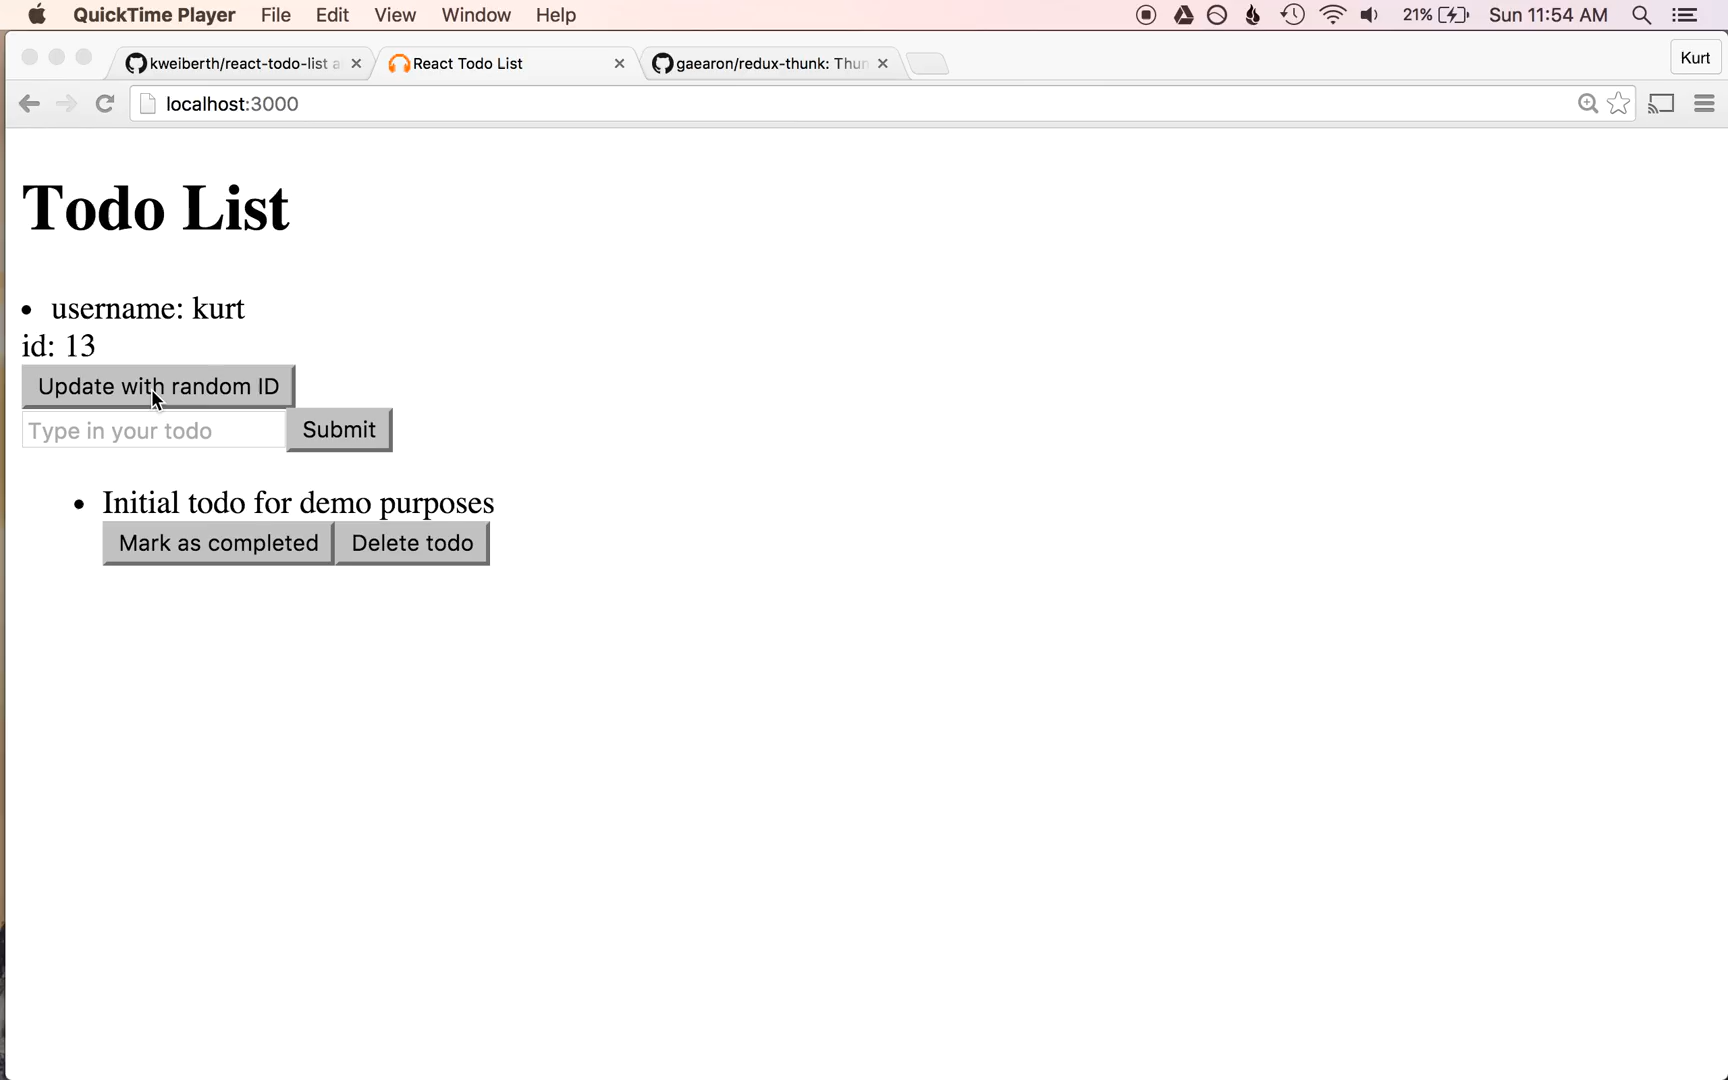 QuickTime Player File Edit View Window Help 21% Sun 11:54 AM
kweiberth/react-todo-list a React Todo List gaearon/redux-thunk: Thun Kurt
localhost:3000
Todo List
username: kurt
id: 13
Update with random ID
Type in your todo Submit
Initial todo for demo purposes
Mark as completed Delete todo